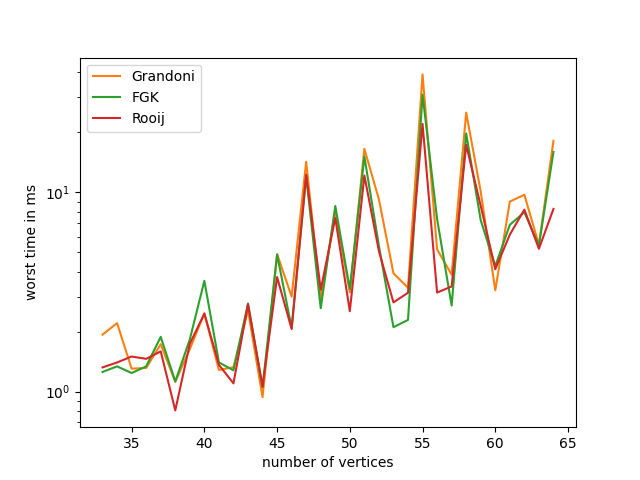 Grandoni
FGK
Rooij
worst time in ms
10¹
10⁰
35 40 45 50 55 60 65
number of vertices